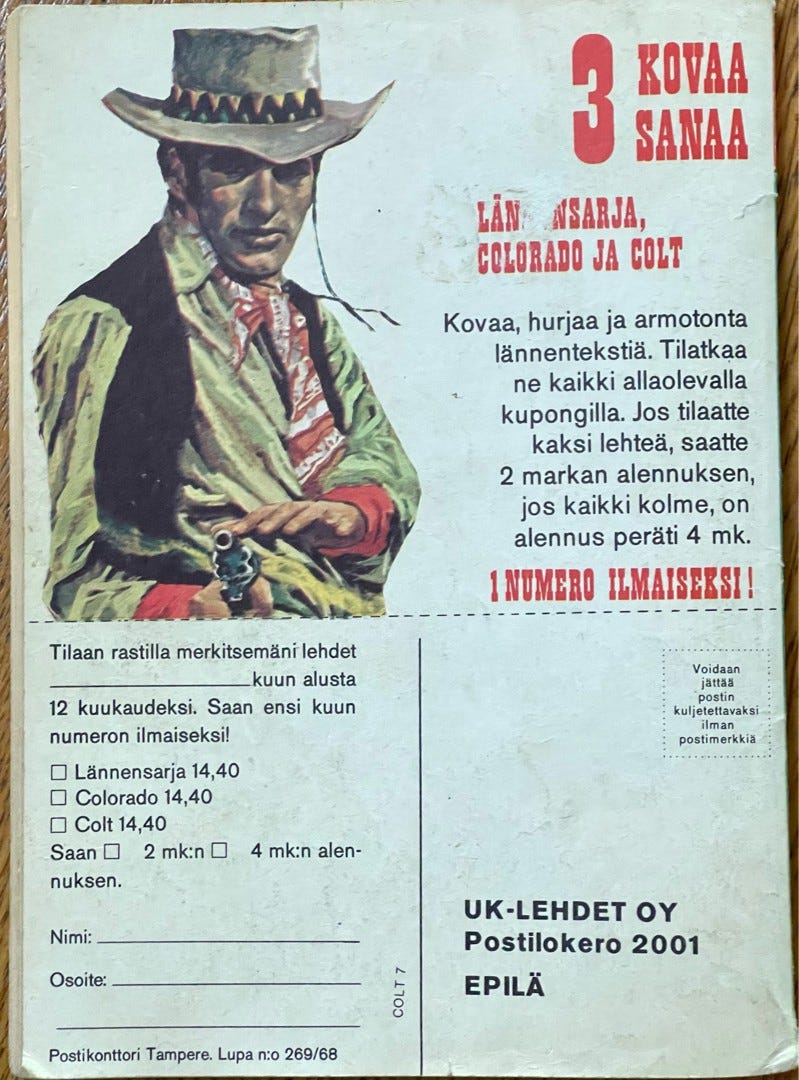 3 KOVAA
SANAA
COLORADO JA COLT
Kovaa, hurjaa ja armotonta
lännentekstiä. Tilatkaa
ne kaikki allaolevalla
kupongilla. Jos tilaatte
kaksi lehteä, saatte
2 markan alennuksen,
jos kaikki kolme, on
alennus peräti 4 mk.
1 NUMERO ILMAISEKSI!
Tilaan rastilla merkitsemäni lehdet
kuun alusta
12 kuukaudeksi. Saan ensi kuun
numeron ilmaiseksi!
Lännensarja 14,40
Colorado 14,40
Colt 14,40
Saan 2 mk:n 4 mk:n alen-
nuksen.
Nimi:
Osoite:
Postikonttori Tampere. Lupa n:o 269/68
COLT 7
Voidaan
jättää
postin
kuljetettavaksi
ilman
postimerkkiä
UK-LEHDET OY
Postilokero 2001
EPILÄ